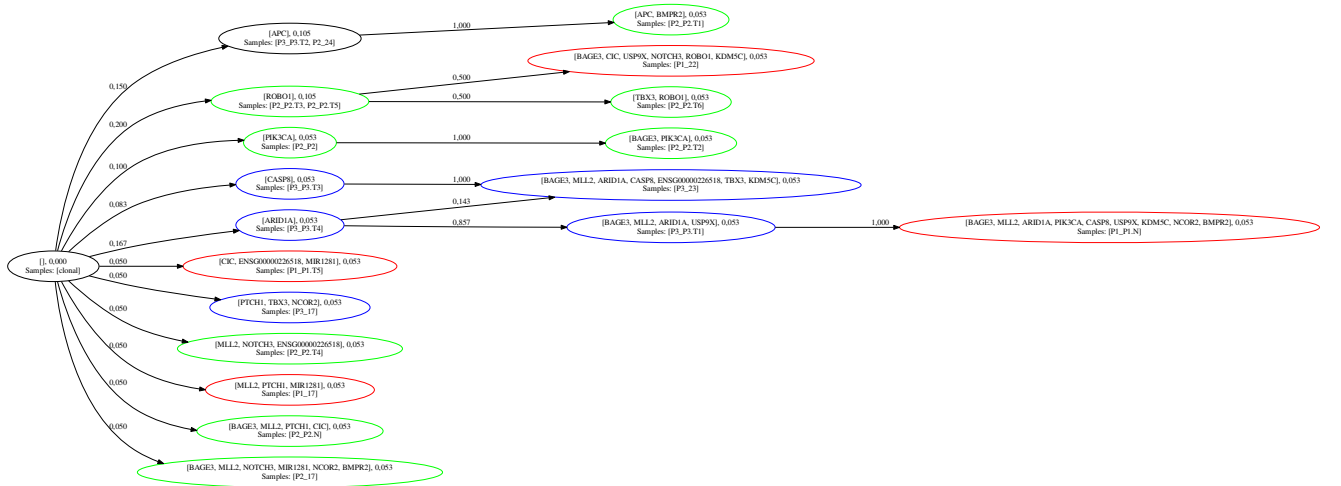 [APC, BMPR2], 0,053
Samples: [P2_P2.T1]
1,000
[APC], 0,105
Samples: [P3_P3.T2, P2_24]
[BAGE3, CIC, USP9X, NOTCH3, ROBO1, KDM5C], 0,053
Samples: [P1_22]
0,500
0,150
[ROBO1], 0,105
Samples: [P2_P2.T3, P2_P2.T5]
0,500
[TBX3, ROBO1], 0,053
Samples: [P2_P2.T6]
0,200
[PIK3CA], 0,053
Samples: [P2_P2]
1,000
[BAGE3, PIK3CA], 0,053
Samples: [P2_P2.T2]
0,100
[CASP8], 0,053
Samples: [P3_P3.T3]
1,000
[BAGE3, MLL2, ARID1A, CASP8, ENSG00000226518, TBX3, KDM5C], 0,053
Samples: [P3_23]
0,083
0,143
[ARID1A], 0,053
Samples: [P3_P3.T4]
0,857
[BAGE3, MLL2, ARID1A, USP9X], 0,053
Samples: [P3_P3.T1]
1,000
[BAGE3, MLL2, ARID1A, PIK3CA, CASP8, USP9X, KDM5C, NCOR2, BMPR2], 0,053
Samples: [P1_P1.N]
0,167
[], 0,000
Samples: [clonal]
0,050
[CIC, ENSG00000226518, MIR1281], 0,053
Samples: [P1_P1.T5]
0,050
[PTCH1, TBX3, NCOR2], 0,053
Samples: [P3_17]
0,050
[MLL2, NOTCH3, ENSG00000226518], 0,053
Samples: [P2_P2.T4]
0,050
[MLL2, PTCH1, MIR1281], 0,053
Samples: [P1_17]
0,050
[BAGE3, MLL2, PTCH1, CIC], 0,053
Samples: [P2_P2.N]
0,050
[BAGE3, MLL2, NOTCH3, MIR1281, NCOR2, BMPR2], 0,053
Samples: [P2_17]